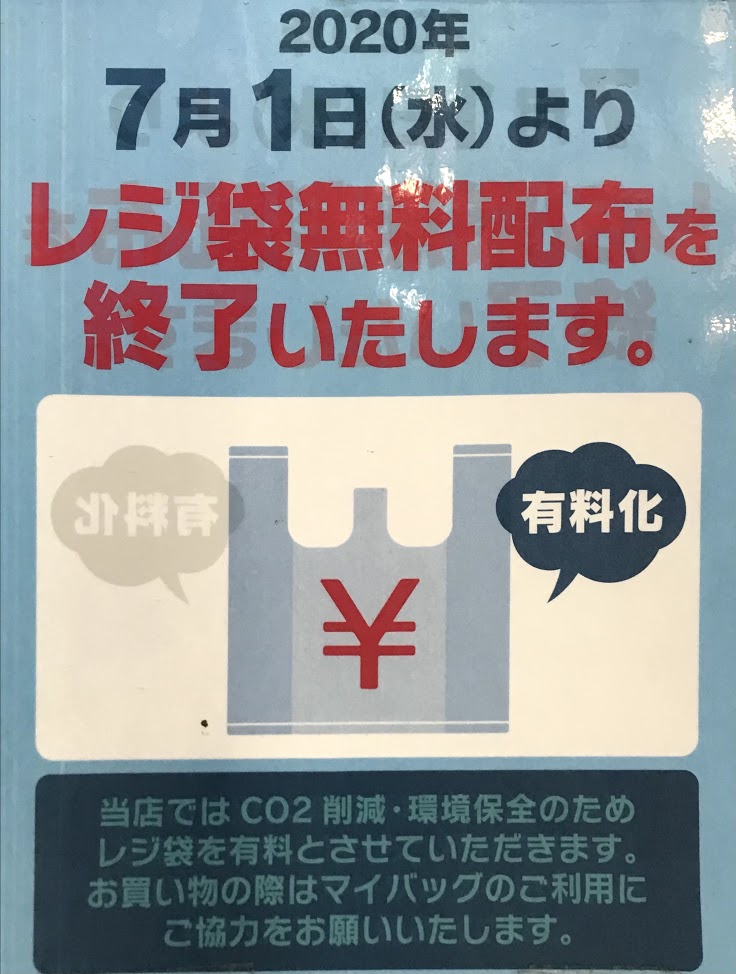 2020年
7月1日(水)より
レジ袋無料配布を
終了いたします。
有料化
¥
当店ではCO2削減・環境保全のため
レジ袋を有料とさせていただきます。
お買い物の際はマイバッグのご利用に
ご協力をお願いいたします。